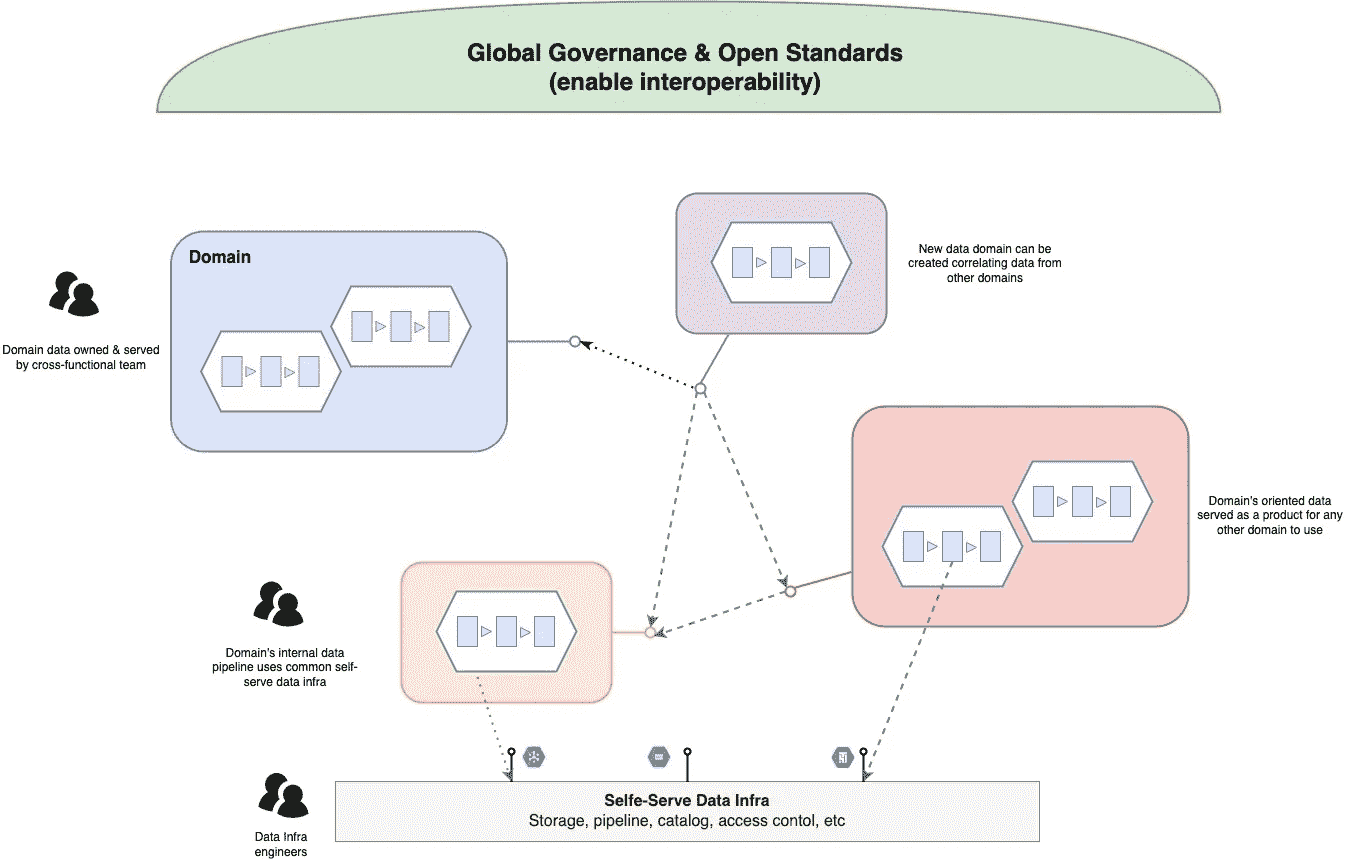 Global Governance & Open Standards
(enable interoperability)
New data domain can be
created correlating data from
other domains
Domain
Domain data owned & served
by cross-functional team
Domain's oriented data
served as a product for any
other domain to use
Domain's internal data
pipeline uses common self-
serve data infra
Selfe-Serve Data Infra
Storage, pipeline, catalog, access contol, etc
Data Infra
engineers